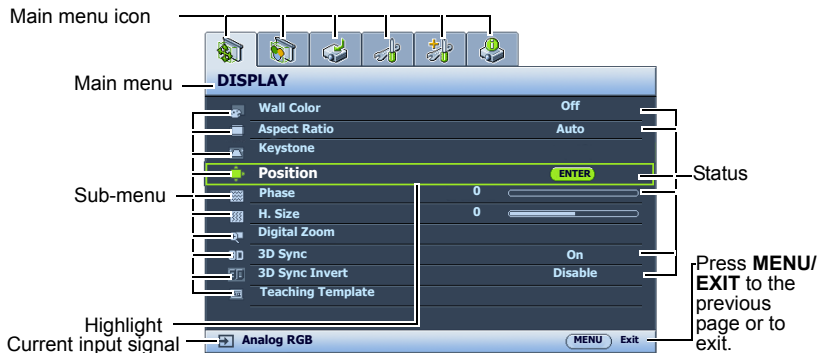 Main menu icon
Main menu
DISPLAY
Wall Color Off
Aspect Ratio Auto
Keystone
Position ENTER
Status
Sub-menu
Phase 0
H. Size 0
Digital Zoom
3D Sync On
3D Sync Invert Disable
Teaching Template
Press MENU/
EXIT to the
previous
page or to
exit.
Highlight
Current input signal
Analog RGB
MENU Exit